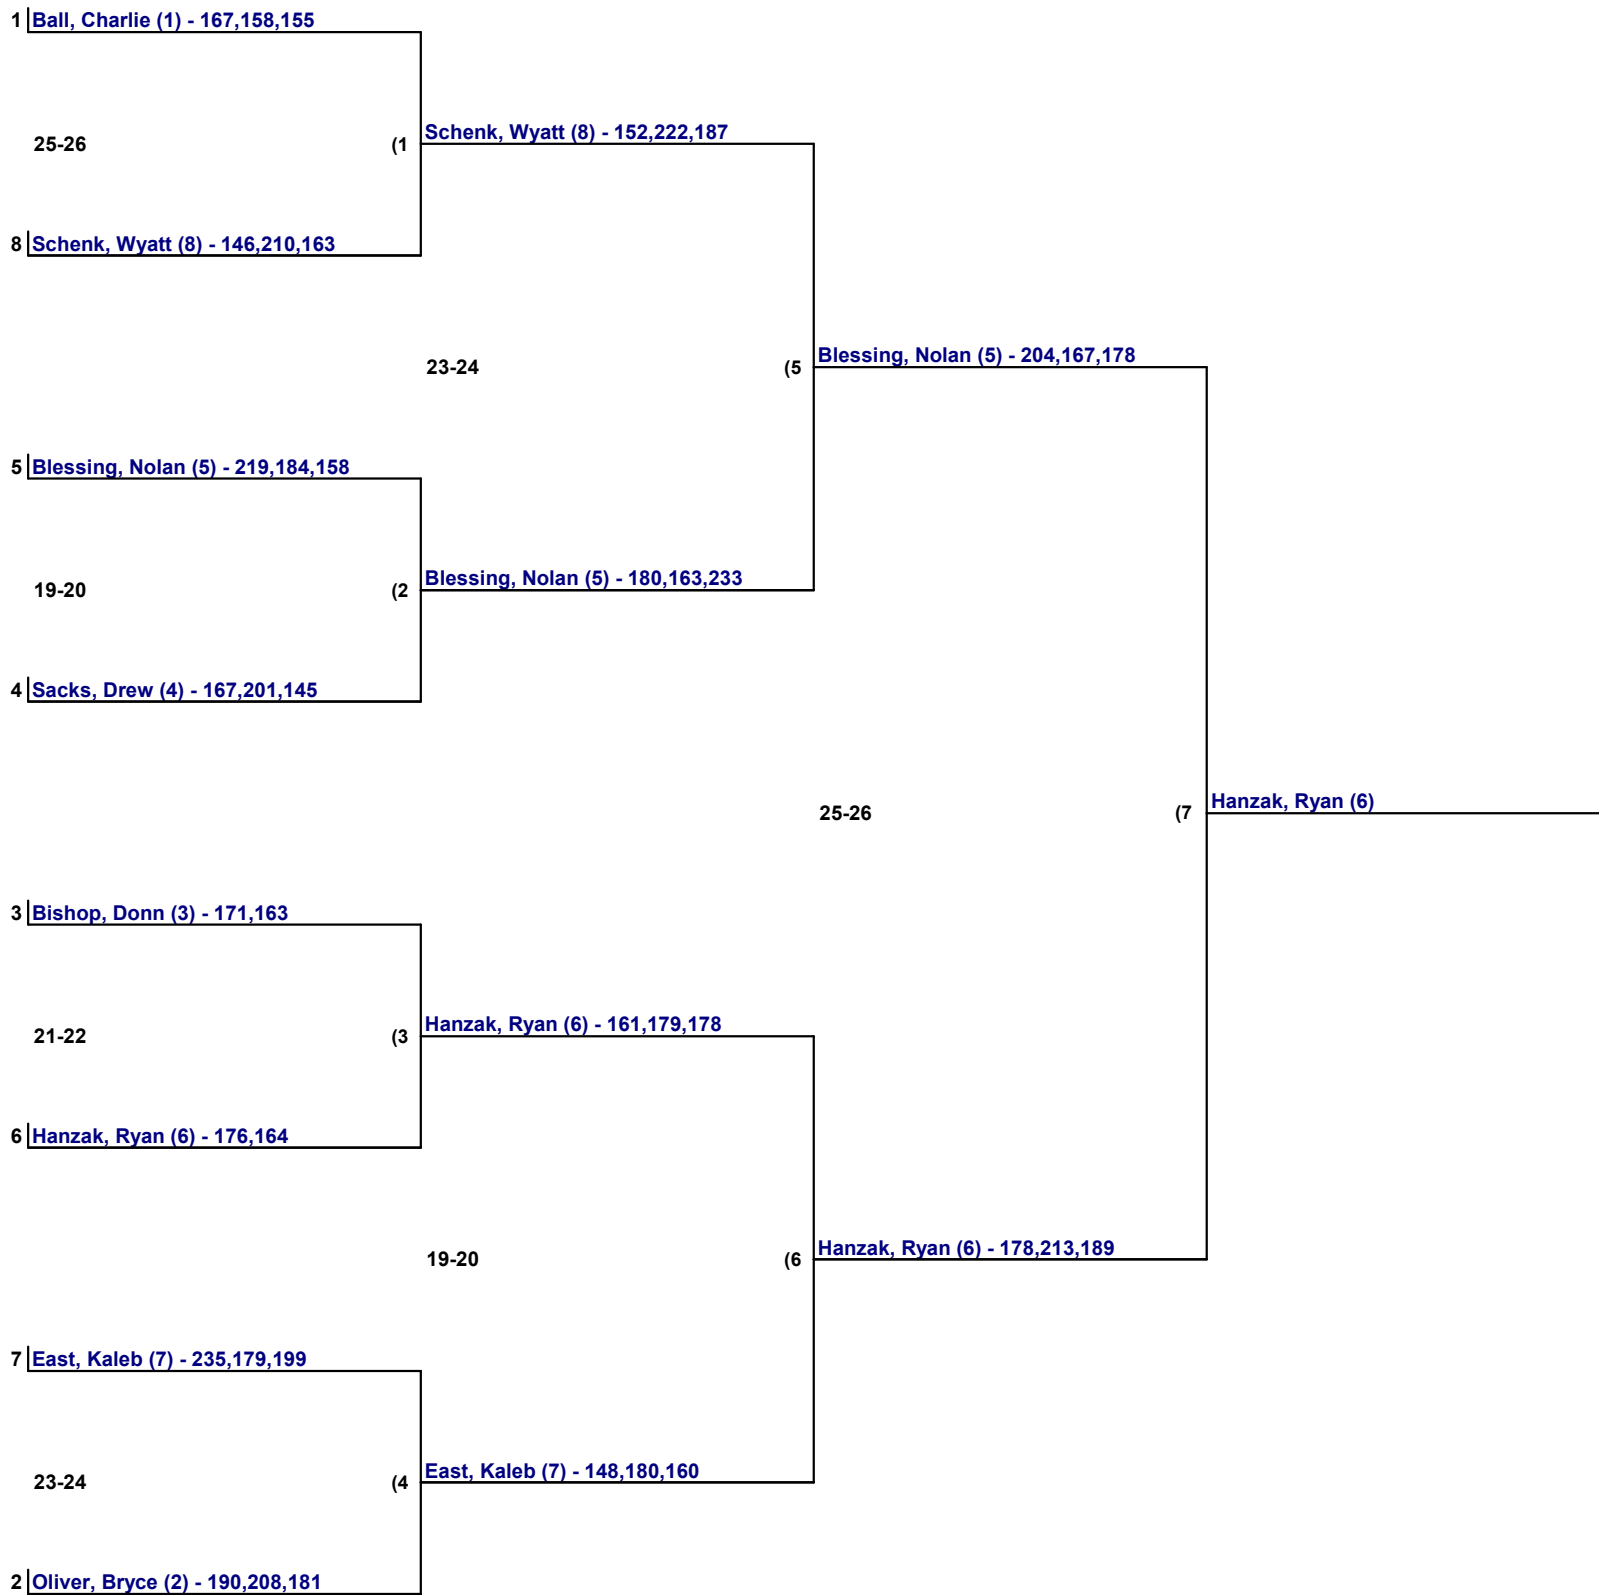 1 Ball, Charlie (1) - 167,158,155
25-26 (1
Schenk, Wyatt (8) - 152,222,187
8 Schenk, Wyatt (8) - 146,210,163
23-24 (5
Blessing, Nolan (5) - 204,167,178
5 Blessing, Nolan (5) - 219,184,158
19-20 (2
Blessing, Nolan (5) - 180,163,233
4 Sacks, Drew (4) - 167,201,145
25-26 (7
Hanzak, Ryan (6)
3 Bishop, Donn (3) - 171,163
21-22 (3
Hanzak, Ryan (6) - 161,179,178
6 Hanzak, Ryan (6) - 176,164
19-20 (6
Hanzak, Ryan (6) - 178,213,189
7 East, Kaleb (7) - 235,179,199
23-24 (4
East, Kaleb (7) - 148,180,160
2 Oliver, Bryce (2) - 190,208,181